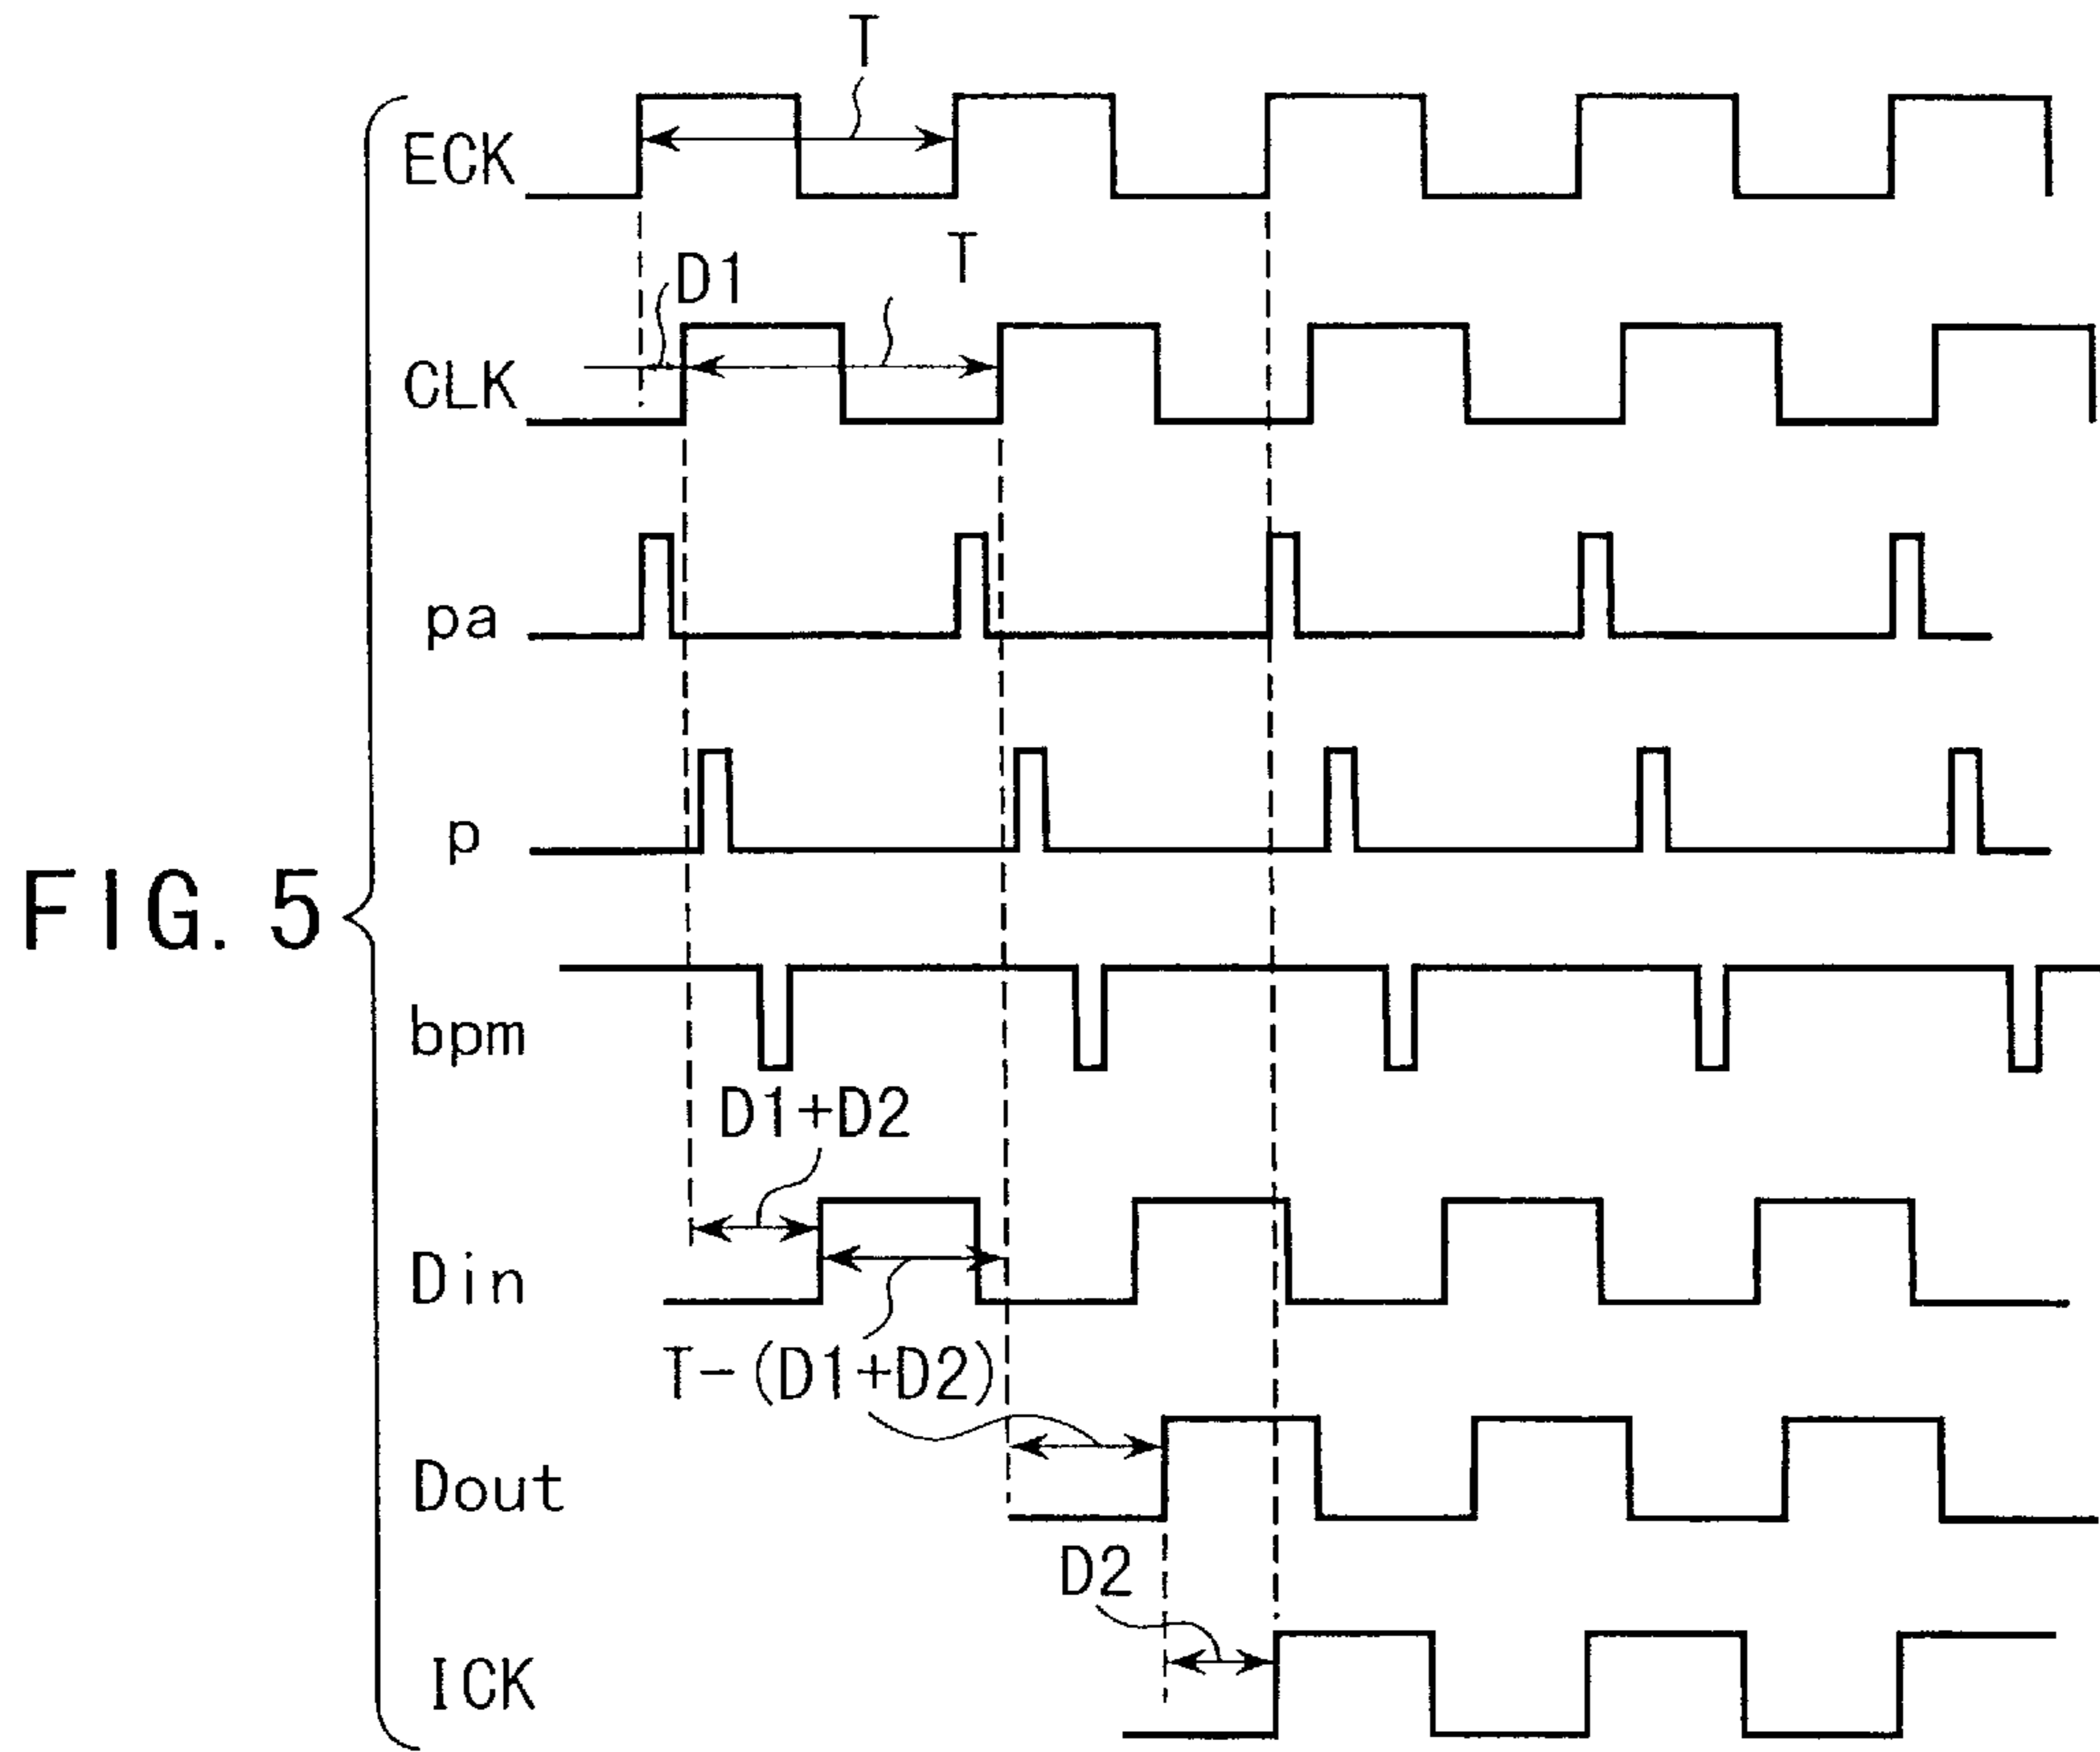 T
ECK
D1
T
CLK
pa
p
FIG. 5
bpm
D1+D2
Din
T-(D1+D2)
Dout
D2
ICK